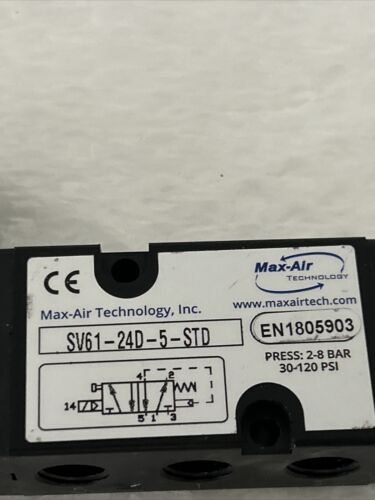 CE
Max-Air
TECHNOLOGY
Max-Air Technology, Inc.
www.maxairtech.com
SV61-24D-5-STD
EN1805903
PRESS: 2-8 BAR
30-120 PSI
4 2
14
5 1 3